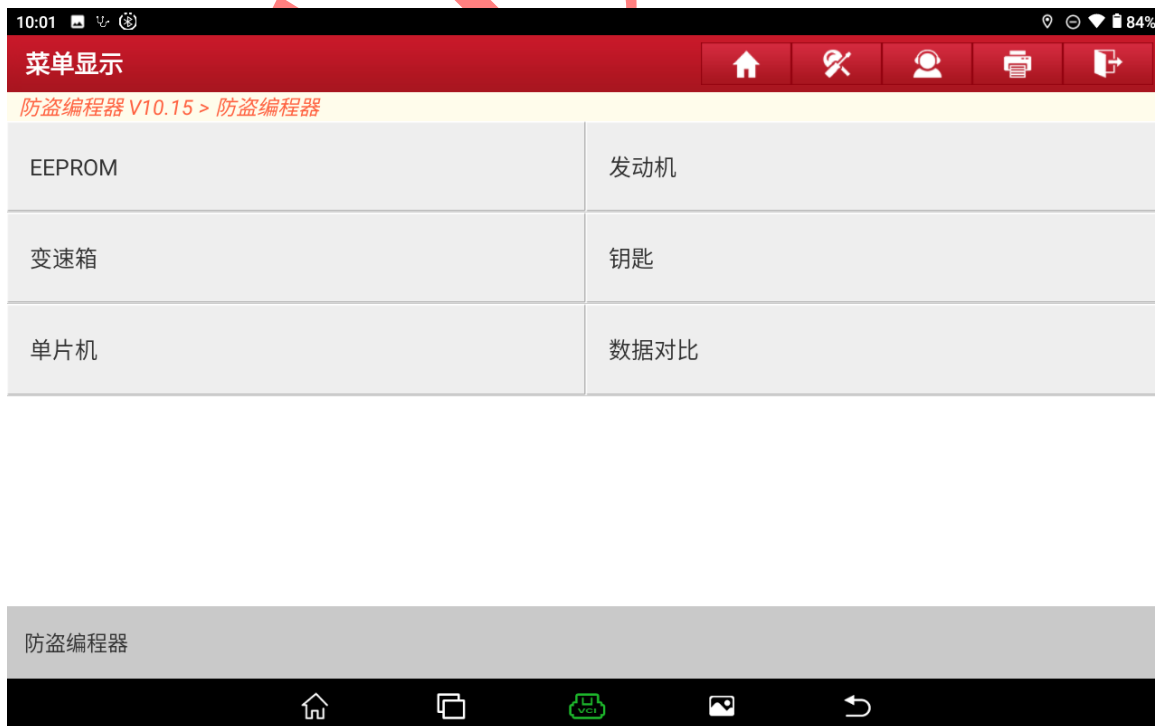 10:01 84%
菜单显示
防盗编程器 V10.15 > 防盗编程器
EEPROM 发动机
变速箱 钥匙
单片机 数据对比
防盗编程器
VCI